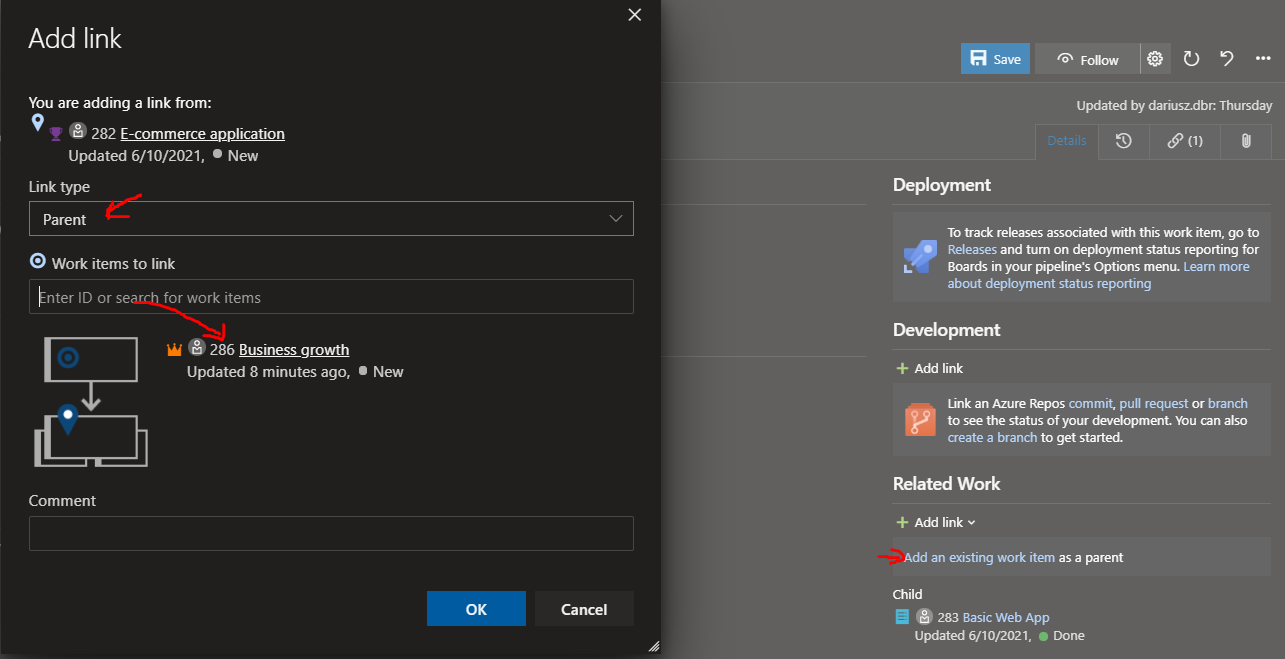 Add link
You are adding a link from:
282 E-commerce application
Updated 6/10/2021, New
Link type
Parent
Work items to link
Enter ID or search for work items
286 Business growth
Updated 8 minutes ago, New
Comment
OK Cancel
Save Follow
Updated by dariusz.dbr: Thursday
Details (1)
Deployment
To track releases associated with this work item, go to
Releases and turn on deployment status reporting for
Boards in your pipeline's Options menu. Learn more
about deployment status reporting
Development
+ Add link
Link an Azure Repos commit, pull request or branch
to see the status of your development. You can also
create a branch to get started.
Related Work
+ Add link
Add an existing work item as a parent
Child
283 Basic Web App
Updated 6/10/2021, Done